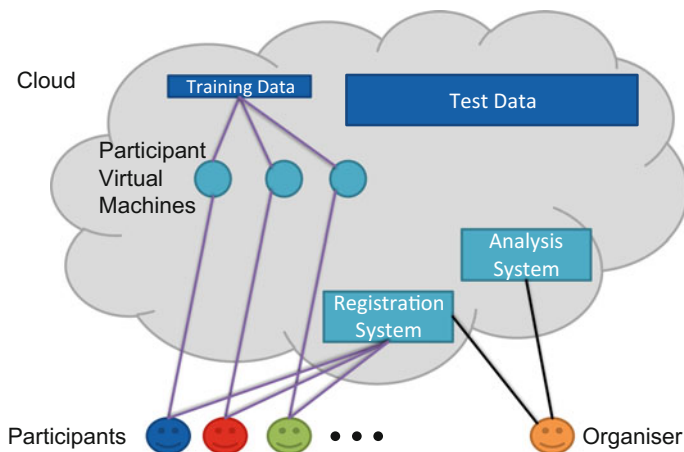 Cloud
Training Data
Test Data
Participant
Virtual
Machines
Analysis
System
Registration
System
Participants
Organiser